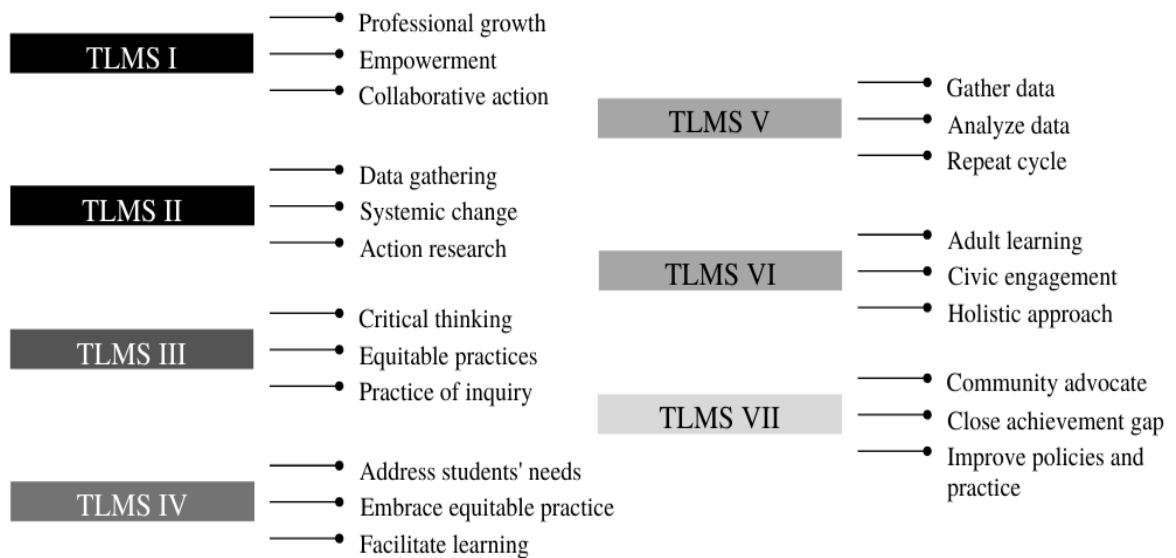 TLMS I
Professional growth
Empowerment
Collaborative action
TLMS II
Data gathering
Systemic change
Action research
TLMS III
Critical thinking
Equitable practices
Practice of inquiry
TLMS IV
Address students' needs
Embrace equitable practice
Facilitate learning
TLMS V
Gather data
Analyze data
Repeat cycle
TLMS VI
Adult learning
Civic engagement
Holistic approach
TLMS VII
Community advocate
Close achievement gap
Improve policies and
practice